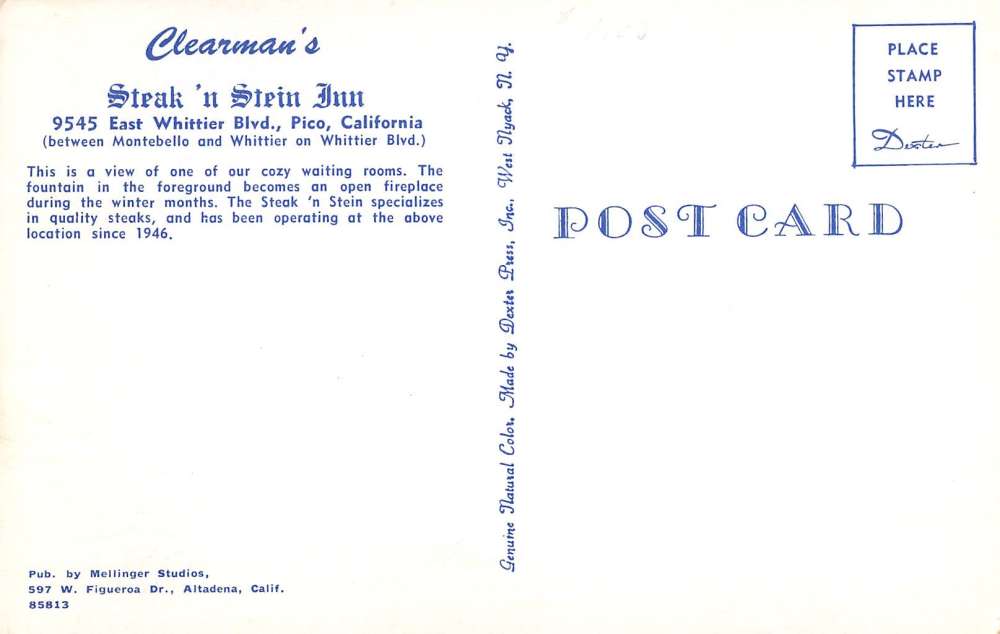 Clearman's
Steak 'n Stein Inn
9545 East Whittier Blvd., Pico, California
(between Montebello and Whittier on Whittier Blvd.)
This is a view of one of our cozy waiting rooms. The
fountain in the foreground becomes an open fireplace
during the winter months. The Steak 'n Stein specializes
in quality steaks, and has been operating at the above
location since 1946.
Pub. by Mellinger Studios,
597 W. Figueroa Dr., Altadena, Calif.
85813
Genuine Natural Color. Made by Dexter Press, Inc., West Nyack, N. Y.
PLACE
STAMP
HERE
Dexter
POST CARD